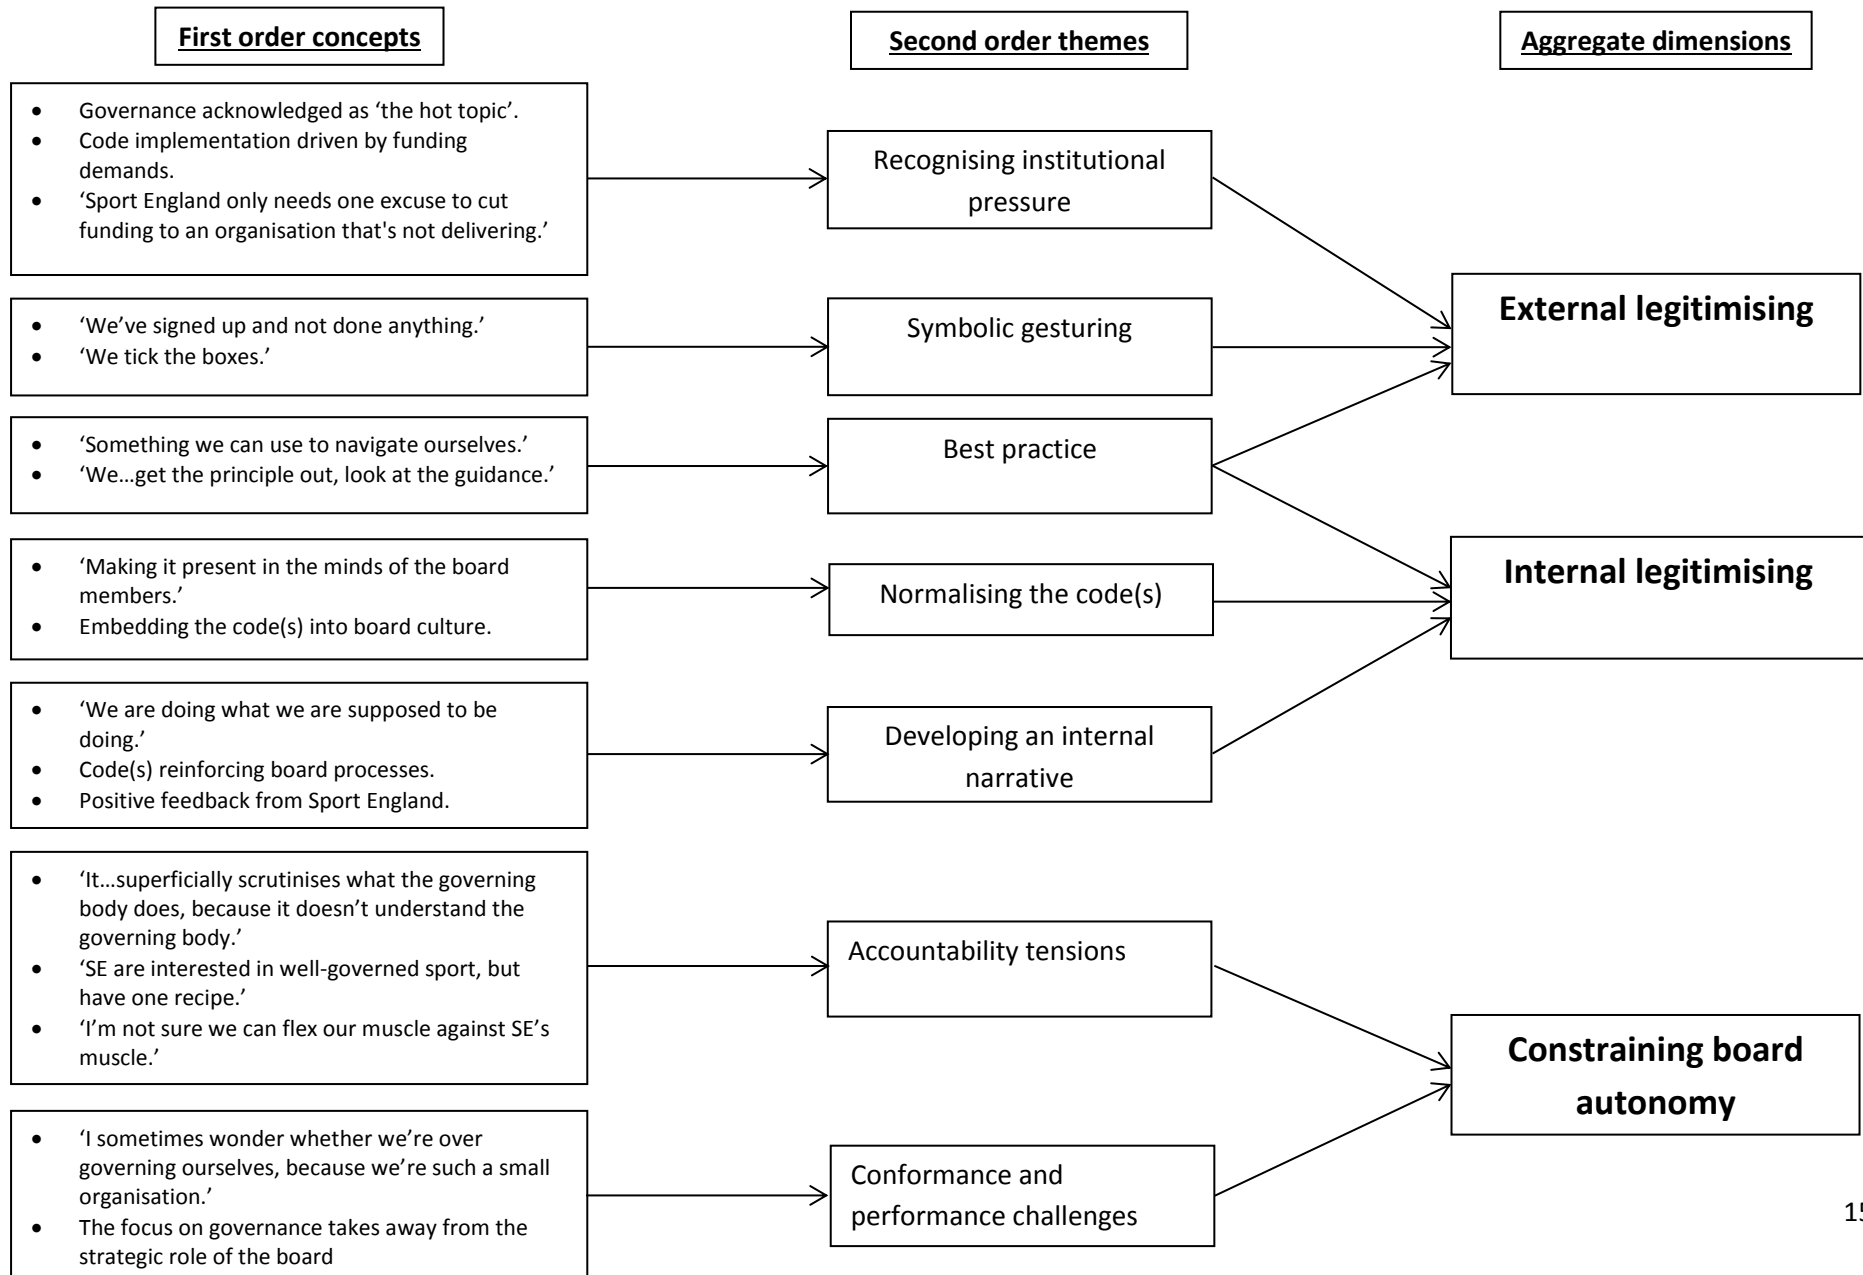 First order concepts
Second order themes
Aggregate dimensions
• Governance acknowledged as ‘the hot topic’.
• Code implementation driven by funding
demands.
• ‘Sport England only needs one excuse to cut
funding to an organisation that's not delivering.’
Recognising institutional
pressure
External legitimising
• ‘We’ve signed up and not done anything.’
• ‘We tick the boxes.’
Symbolic gesturing
• ‘Something we can use to navigate ourselves.’
• ‘We…get the principle out, look at the guidance.’
Best practice
Internal legitimising
• ‘Making it present in the minds of the board
members.’
• Embedding the code(s) into board culture.
Normalising the code(s)
• ‘We are doing what we are supposed to be
doing.’
• Code(s) reinforcing board processes.
• Positive feedback from Sport England.
Developing an internal
narrative
• ‘It…superficially scrutinises what the governing
body does, because it doesn’t understand the
governing body.’
• ‘SE are interested in well-governed sport, but
have one recipe.’
• ‘I’m not sure we can flex our muscle against SE’s
muscle.’
Accountability tensions
Constraining board
autonomy
• ‘I sometimes wonder whether we’re over
governing ourselves, because we’re such a small
organisation.’
• The focus on governance takes away from the
strategic role of the board
Conformance and
performance challenges
15